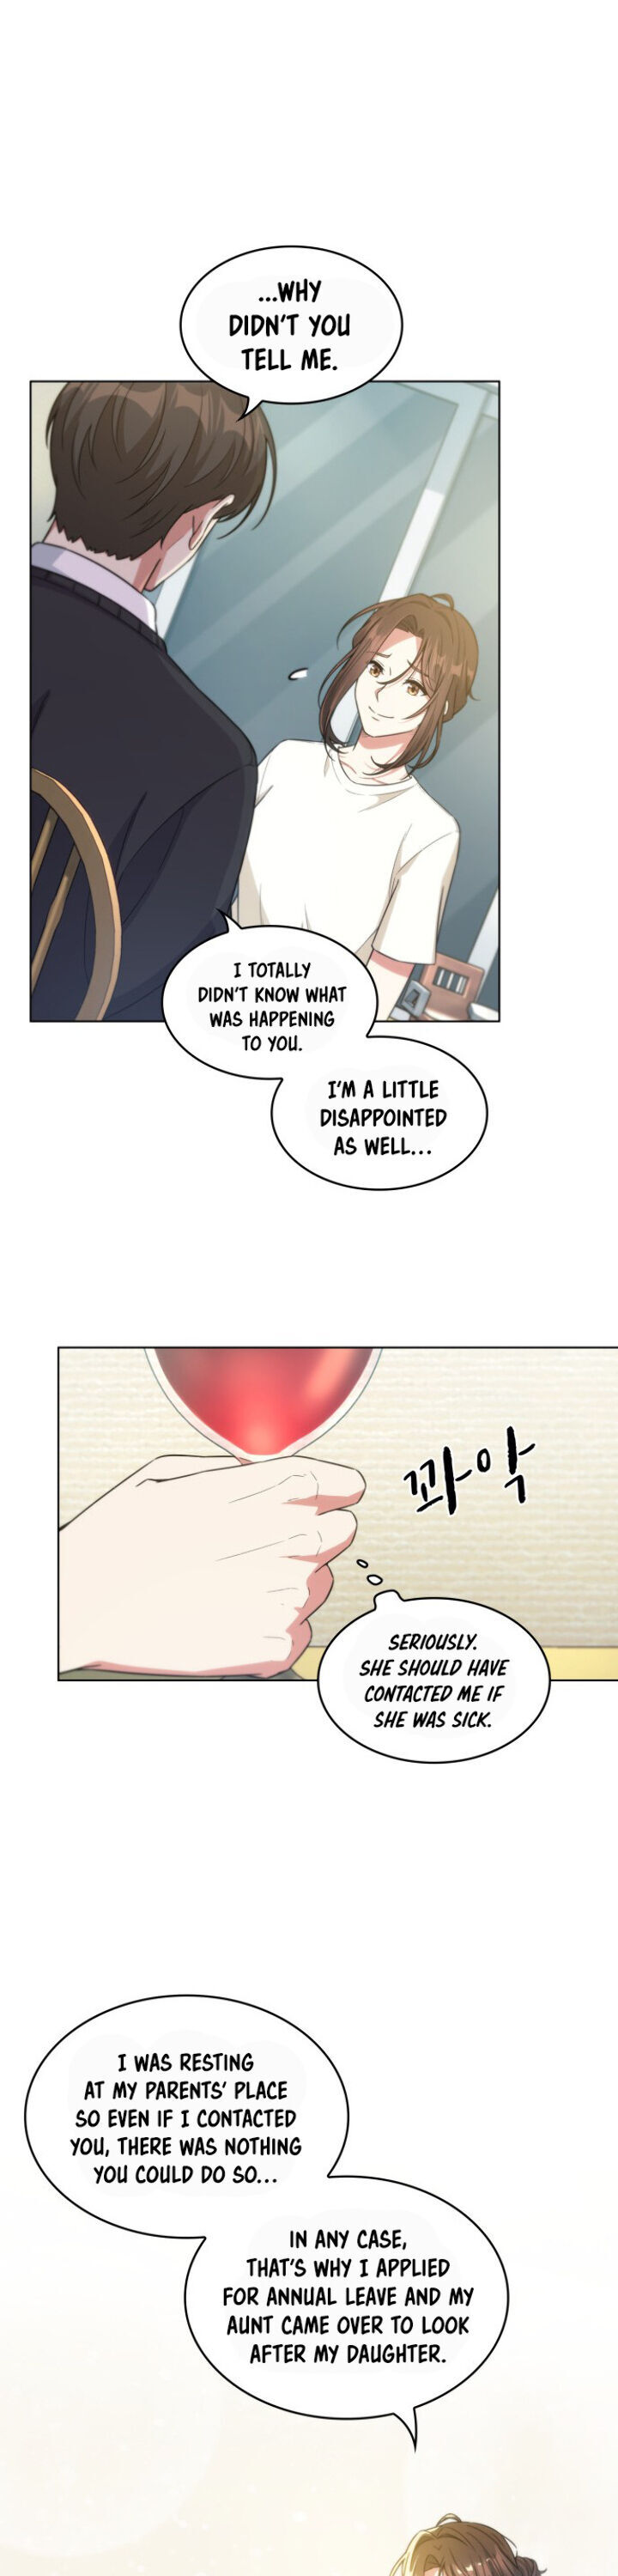 ...WHY
DIDN'T YOU
TELL ME.
I TOTALLY
DIDN'T KNOW WHAT
WAS HAPPENING
TO YOU.
I'M A LITTLE
DISAPPOINTED
AS WELL...
꽈악
SERIOUSLY.
SHE SHOULD HAVE
CONTACTED ME IF
SHE WAS SICK.
I WAS RESTING
AT MY PARENTS' PLACE
SO EVEN IF I CONTACTED
YOU, THERE WAS NOTHING
YOU COULD DO SO...
IN ANY CASE,
THAT'S WHY I APPLIED
FOR ANNUAL LEAVE AND MY
AUNT CAME OVER TO LOOK
AFTER MY DAUGHTER.